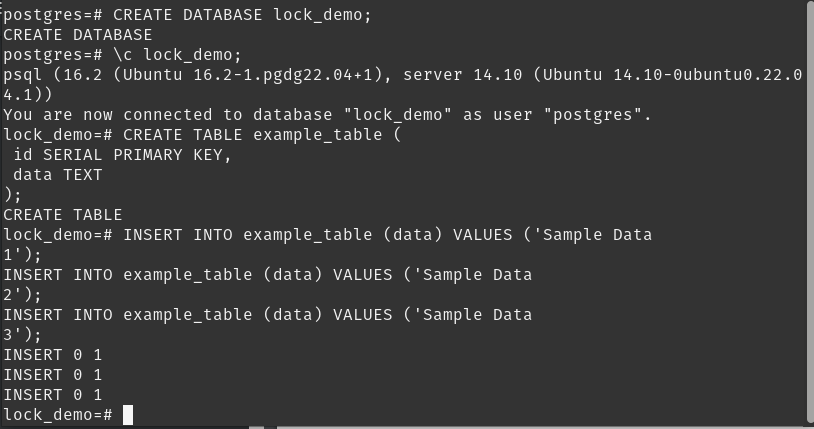 postgres=# CREATE DATABASE lock_demo;
CREATE DATABASE
postgres=# \c lock_demo;
psql (16.2 (Ubuntu 16.2-1.pgdg22.04+1), server 14.10 (Ubuntu 14.10-0ubuntu0.22.0
4.1))
You are now connected to database "lock_demo" as user "postgres".
lock_demo=# CREATE TABLE example_table (
 id SERIAL PRIMARY KEY,
 data TEXT
);
CREATE TABLE
lock_demo=# INSERT INTO example_table (data) VALUES ('Sample Data
1');
INSERT INTO example_table (data) VALUES ('Sample Data
2');
INSERT INTO example_table (data) VALUES ('Sample Data
3');
INSERT 0 1
INSERT 0 1
INSERT 0 1
lock_demo=#